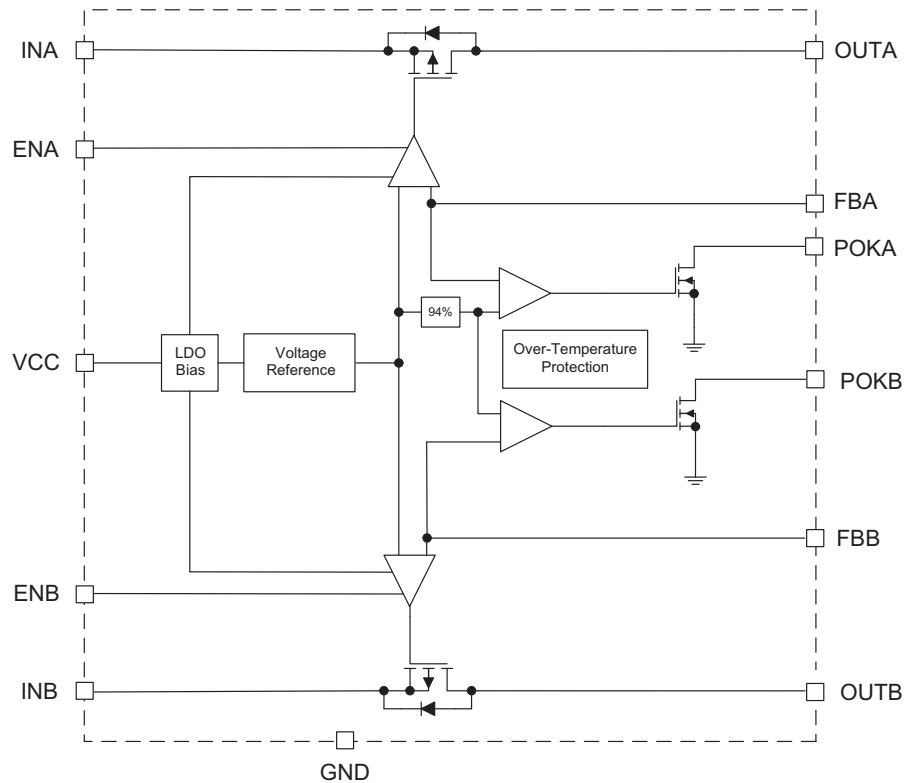 INA
OUTA
ENA
FBA
POKA
94%
VCC
LDO
Bias
Voltage
Reference
Over-Temperature
Protection
POKB
FBB
ENB
INB
OUTB
GND